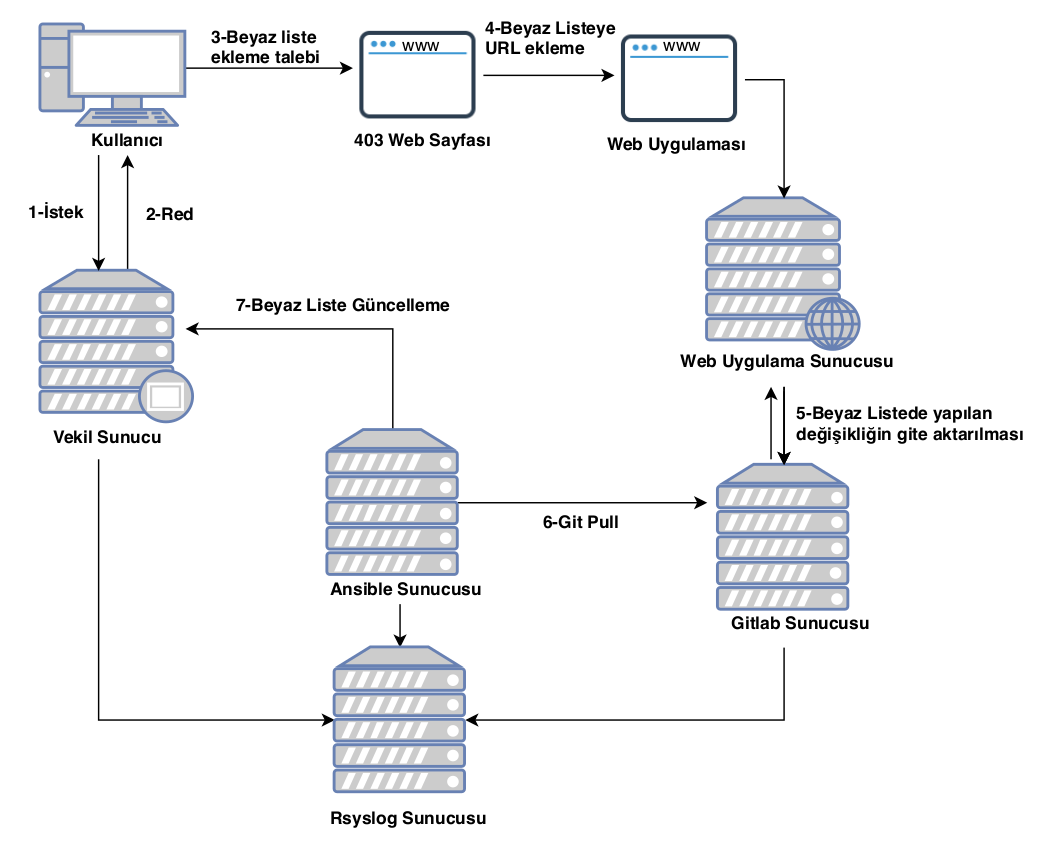 3-Beyaz liste
ekleme talebi
4-Beyaz Listeye
URL ekleme
www
www
Kullanıcı
403 Web Sayfası
Web Uygulaması
1-İstek
2-Red
7-Beyaz Liste Güncelleme
Web Uygulama Sunucusu
Vekil Sunucu
5-Beyaz Listede yapılan
değişikliğin gite aktarılması
6-Git Pull
Ansible Sunucusu
Gitlab Sunucusu
Rsyslog Sunucusu